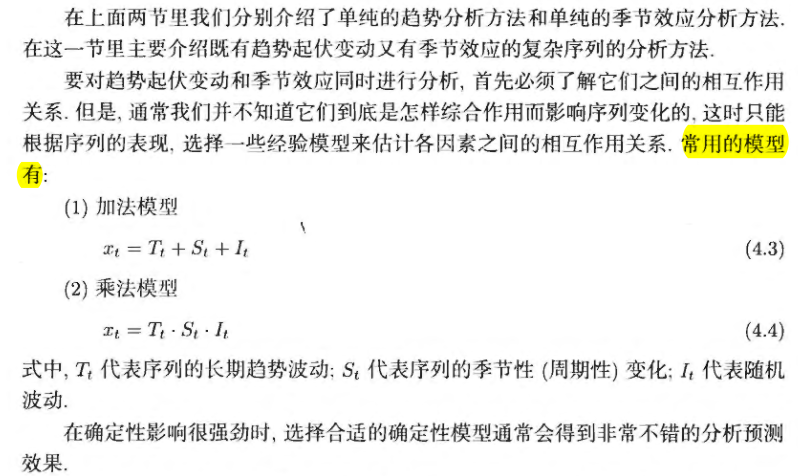 在上面两节里我们分别介绍了单纯的趋势分析方法和单纯的季节效应分析方法.
在这一节里主要介绍既有趋势起伏变动又有季节效应的复杂序列的分析方法.
要对趋势起伏变动和季节效应同时进行分析, 首先必须了解它们之间的相互作用
关系. 但是, 通常我们并不知道它们到底是怎样综合作用而影响序列变化的, 这时只能
根据序列的表现, 选择一些经验模型来估计各因素之间的相互作用关系. 常用的模型
有:
(1) 加法模型
xₜ = Tₜ + Sₜ + Iₜ (4.3)
(2) 乘法模型
xₜ = Tₜ · Sₜ · Iₜ (4.4)
式中, Tₜ 代表序列的长期趋势波动; Sₜ 代表序列的季节性 (周期性) 变化; Iₜ 代表随机
波动.
在确定性影响很强劲时, 选择合适的确定性模型通常会得到非常不错的分析预测
效果.